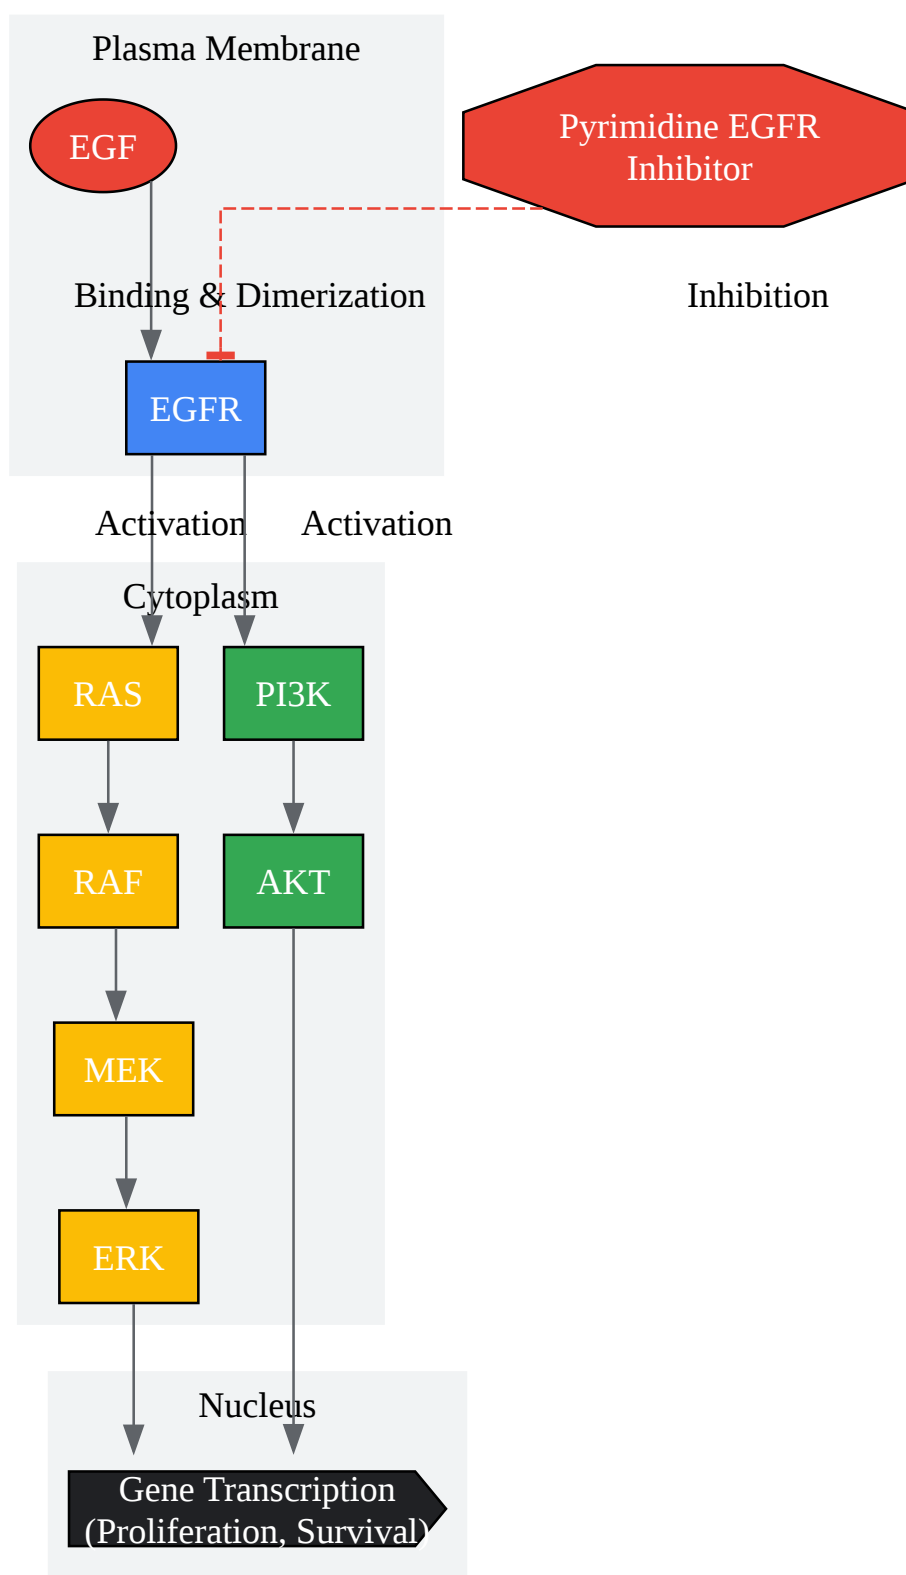 Plasma Membrane
EGF
Pyrimidine EGFR
Inhibitor
Binding & Dimerization
Inhibition
EGFR
Activation
Activation
Cytoplasm
RAS
PI3K
RAF
AKT
MEK
ERK
Nucleus
Gene Transcription
(Proliferation, Survival)